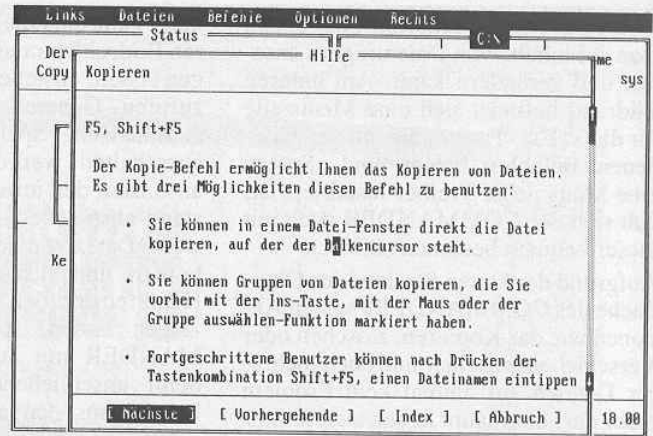 Links Dateien Befehle Optionen Rechts
Status
C:\
Hilfe
Der
me
Copy
Kopieren
sys
F5, Shift+F5
Der Kopie-Befehl ermöglicht Ihnen das Kopieren von Dateien.
Es gibt drei Möglichkeiten diesen Befehl zu benutzen:
• Sie können in einem Datei-Fenster direkt die Datei
kopieren, auf der der Balkencursor steht.
Ke
• Sie können Gruppen von Dateien kopieren, die Sie
vorher mit der Ins-Taste, mit der Maus oder der
Gruppe auswählen-Funktion markiert haben.
• Fortgeschrittene Benutzer können nach Drücken der
Tastenkombination Shift+F5, einen Dateinamen eintippen
[ Nächste ] [ Vorhergehende ] [ Index ] [ Abbruch ]
18.00